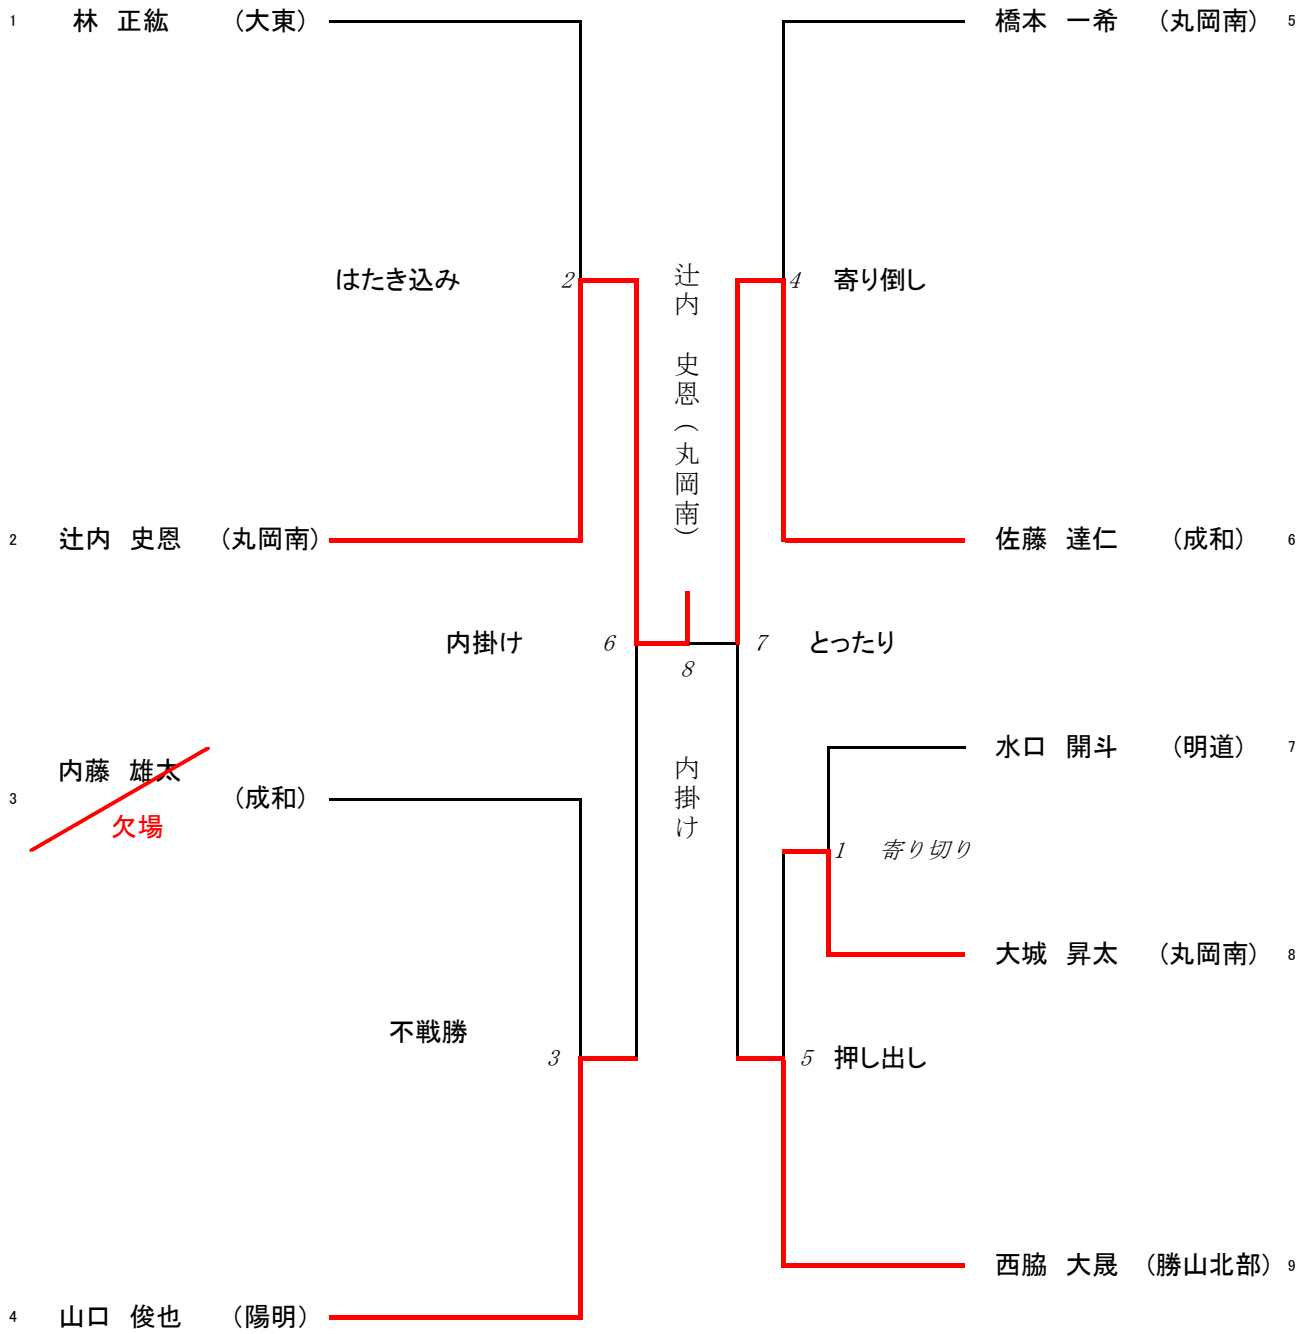 1 林 正紘 (大東)
橋本 一希 (丸岡南) 5
はたき込み 2
4 寄り倒し
辻内 史恩(丸岡南)
2 辻内 史恩 (丸岡南)
佐藤 達仁 (成和) 6
内掛け 6
7 とったり
8
内掛け
3 内藤 雄太 (成和)
欠場
水口 開斗 (明道) 7
1 寄り切り
大城 昇太 (丸岡南) 8
不戦勝 3
5 押し出し
西脇 大晟 (勝山北部) 9
4 山口 俊也 (陽明)